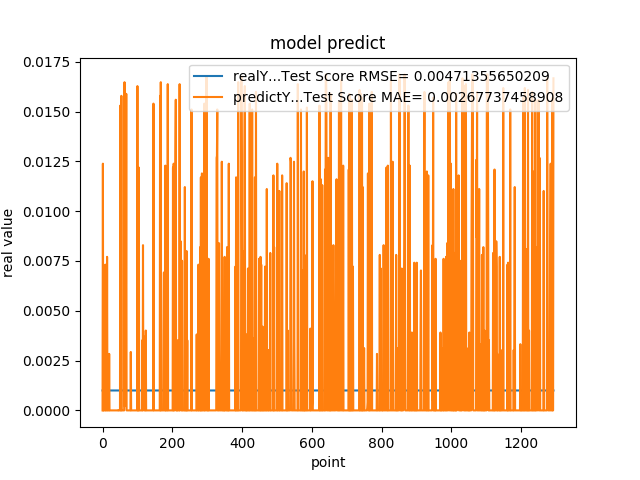 model predict
realY...Test Score RMSE= 0.00471355650209
predictY...Test Score MAE= 0.00267737458908
0.0175
0.0150
0.0125
0.0100
0.0075
0.0050
0.0025
0.0000
real value
0 200 400 600 800 1000 1200
point